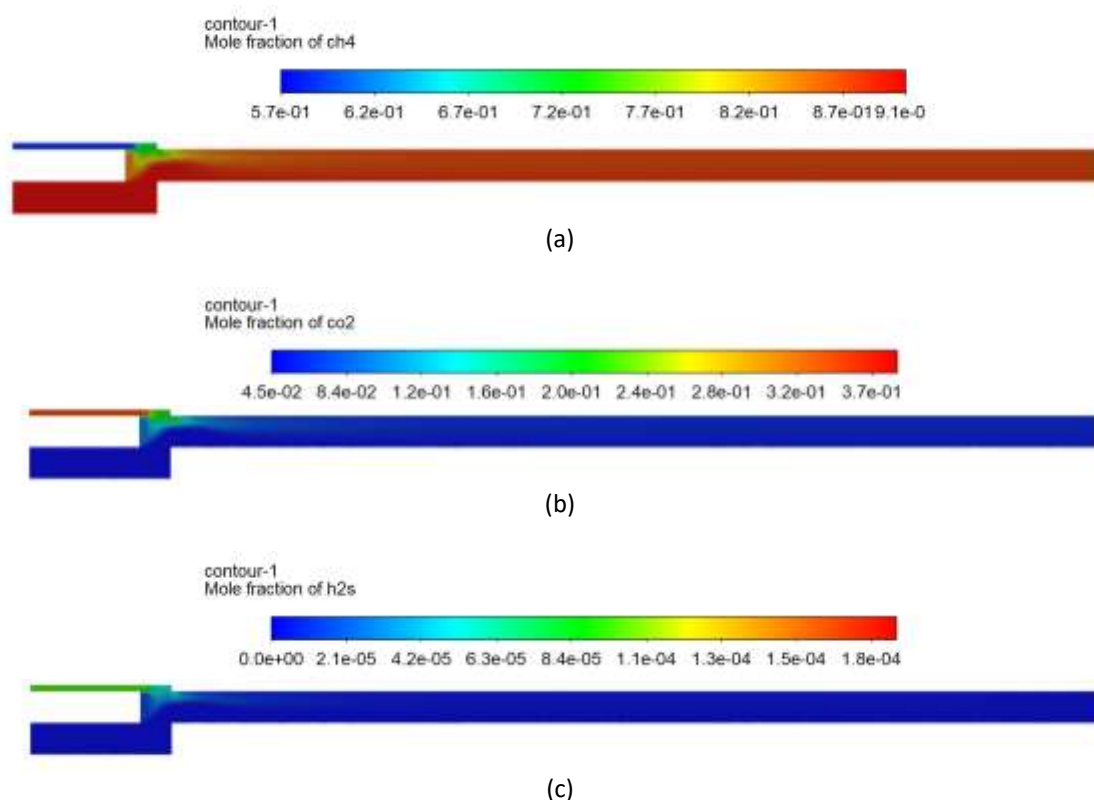 contour-1
Mole fraction of ch4
5.7e-01 6.2e-01 6.7e-01 7.2e-01 7.7e-01 8.2e-01 8.7e-019.1e-0
(a)
contour-1
Mole fraction of co2
4.5e-02 8.4e-02 1.2e-01 1.6e-01 2.0e-01 2.4e-01 2.8e-01 3.2e-01 3.7e-01
(b)
contour-1
Mole fraction of h2s
0.0e+00 2.1e-05 4.2e-05 6.3e-05 8.4e-05 1.1e-04 1.3e-04 1.5e-04 1.8e-04
(c)